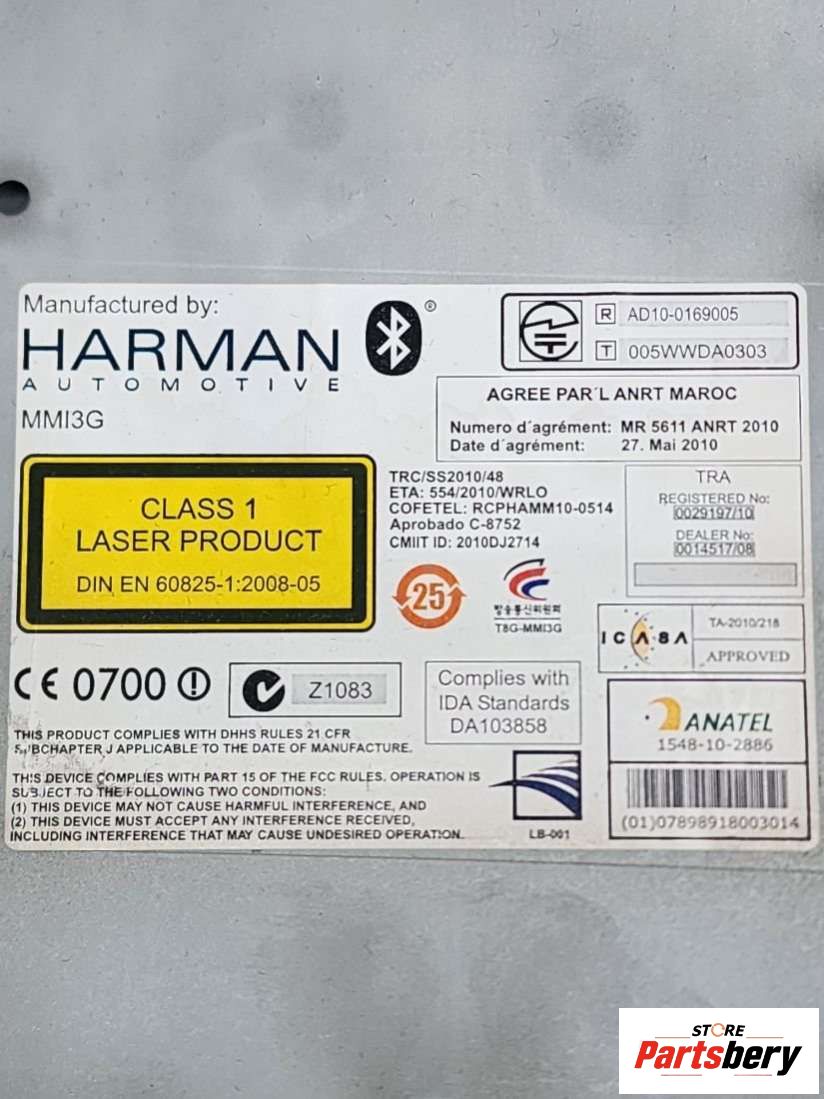 Manufactured by:
HARMAN
AUTOMOTIVE
MMI3G
®
R AD10-0169005
T 005WWDA0303
AGREE PAR´L ANRT MAROC
Numero d´agrément: MR 5611 ANRT 2010
Date d´agrément: 27. Mai 2010
CLASS 1
LASER PRODUCT
DIN EN 60825-1:2008-05
TRC/SS2010/48
ETA: 554/2010/WRLO
COFETEL: RCPHAMM10-0514
Aprobado C-8752
CMIIT ID: 2010DJ2714
TRA
REGISTERED No:
0029197/10
DEALER No:
0014517/08
25
방송통신위원회
T8G-MMI3G
ICASA
TA-2010/218
APPROVED
CE 0700
Z1083
Complies with
IDA Standards
DA103858
ANATEL
1548-10-2886
(01)07898918003014
THIS PRODUCT COMPLIES WITH DHHS RULES 21 CFR
SUBCHAPTER J APPLICABLE TO THE DATE OF MANUFACTURE.
THIS DEVICE COMPLIES WITH PART 15 OF THE FCC RULES. OPERATION IS
SUBJECT TO THE FOLLOWING TWO CONDITIONS:
(1) THIS DEVICE MAY NOT CAUSE HARMFUL INTERFERENCE, AND
(2) THIS DEVICE MUST ACCEPT ANY INTERFERENCE RECEIVED,
INCLUDING INTERFERENCE THAT MAY CAUSE UNDESIRED OPERATION.
LB-001
STORE
Partsbery